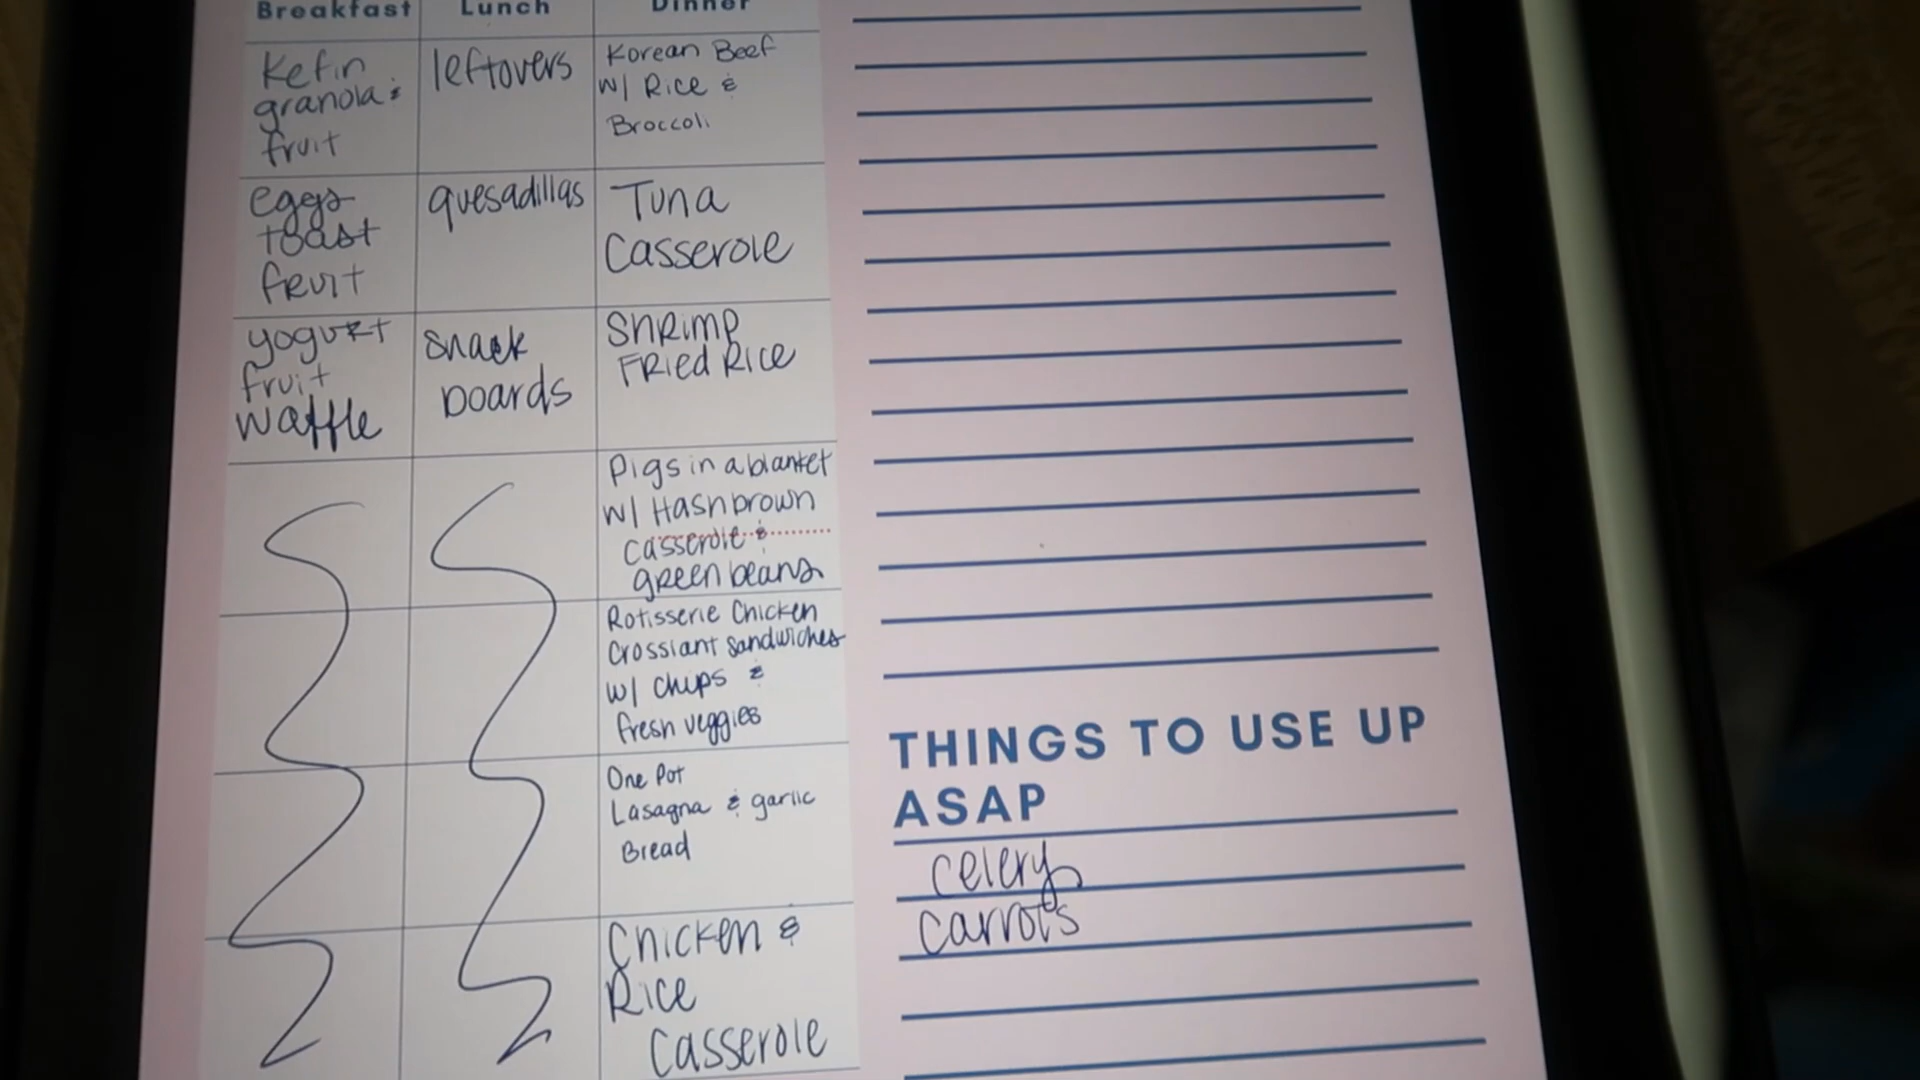 Breakfast Lunch Dinner
Kefir
granola &
fruit
leftovers
Korean Beef
w/ Rice &
Broccoli
eggs
toast
fruit
quesadillas
Tuna
Casserole
yogurt
fruit
waffle
snack
boards
Shrimp
Fried Rice
Pigs in a blanket
w/ Hashbrown
casserole &
green beans
Rotisserie Chicken
Crossiant Sandwiches
w/ chips &
fresh veggies
One Pot
Lasagna & garlic
Bread
Chicken &
Rice
Casserole
THINGS TO USE UP
ASAP
celery
carrots